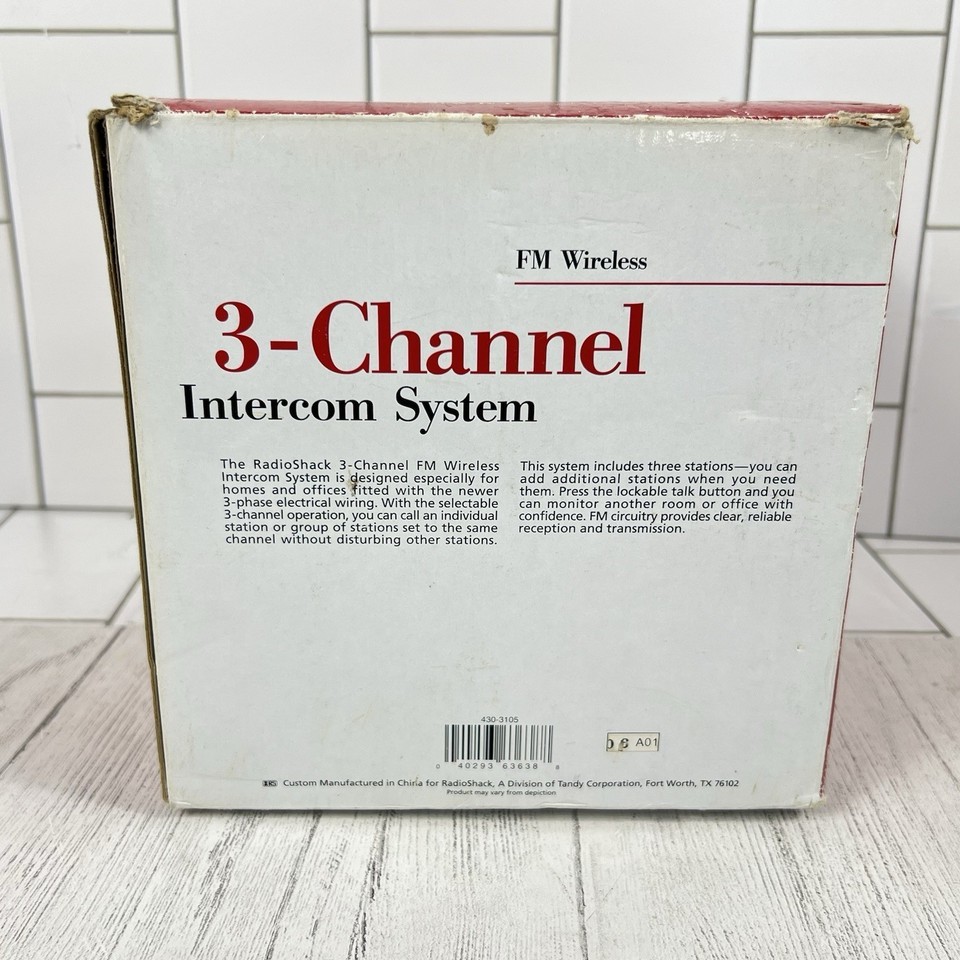 FM Wireless
3-Channel
Intercom System
The RadioShack 3-Channel FM Wireless
Intercom System is designed especially for
homes and offices fitted with the newer
3-phase electrical wiring. With the selectable
3-channel operation, you can call an individual
station or group of stations set to the same
channel without disturbing other stations.
This system includes three stations—you can
add additional stations when you need
them. Press the lockable talk button and you
can monitor another room or office with
confidence. FM circuitry provides clear, reliable
reception and transmission.
430-3105
0 40293 63638 8
A01
Custom Manufactured in China for RadioShack, A Division of Tandy Corporation, Fort Worth, TX 76102
Product may vary from depiction